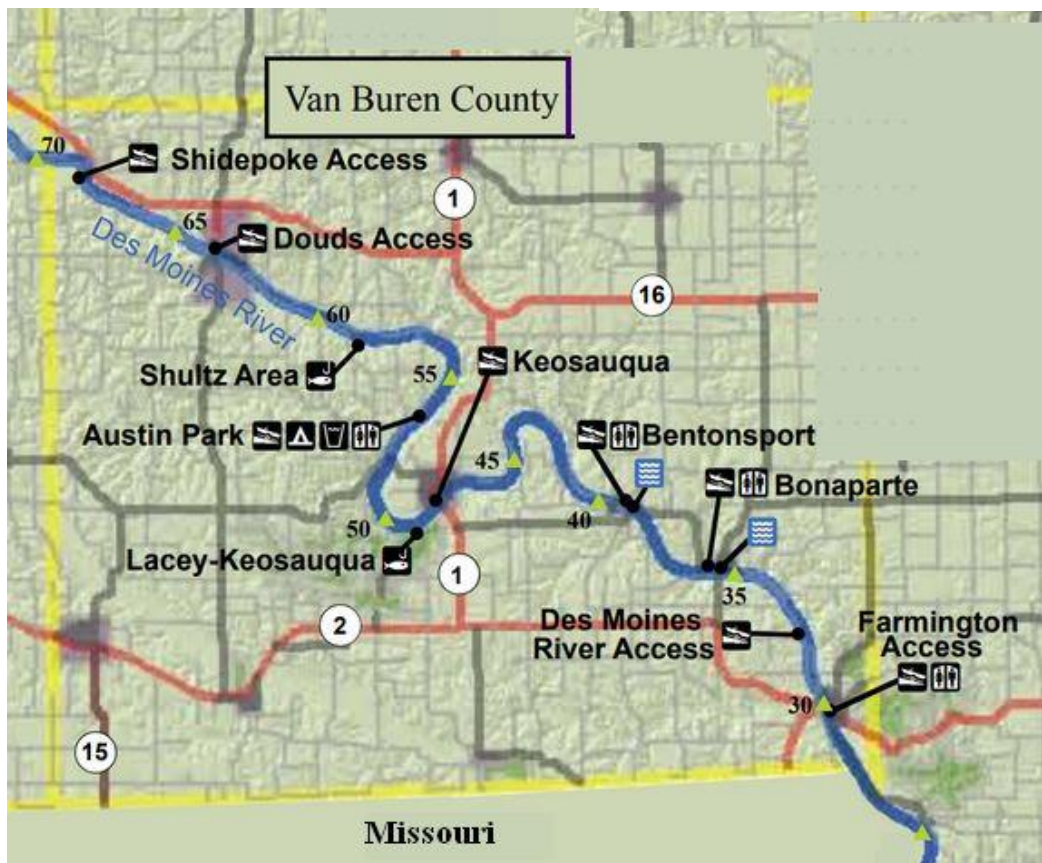 Van Buren County
70
Shidepoke Access
1
65
Douds Access
Des Moines River
16
60
Keosauqua
Shultz Area
55
Austin Park
45
Bentonsport
Bonaparte
50
40
Lacey-Keosauqua
1
35
2
Des Moines
River Access
Farmington
Access
30
15
Missouri